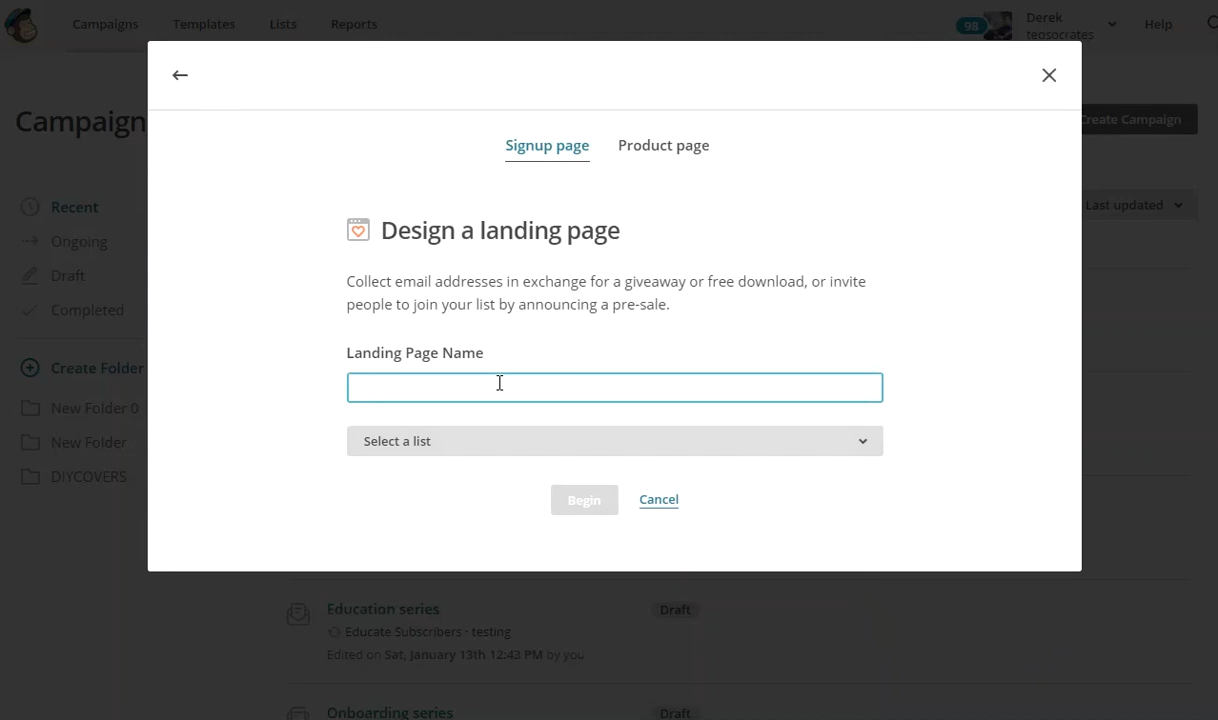 Campaigns Templates Lists Reports
98 Derek
teosocrates
Help
Campaign
Create Campaign
Signup page Product page
Recent
Last updated
Design a landing page
Ongoing
Draft
Collect email addresses in exchange for a giveaway or free download, or invite
people to join your list by announcing a pre-sale.
Completed
Landing Page Name
Create Folder
New Folder 0
New Folder
Select a list
DIYCOVERS
Begin Cancel
Education series Draft
Educate Subscribers · testing
Edited on Sat, January 13th 12:43 PM by you
Onboarding series Draft